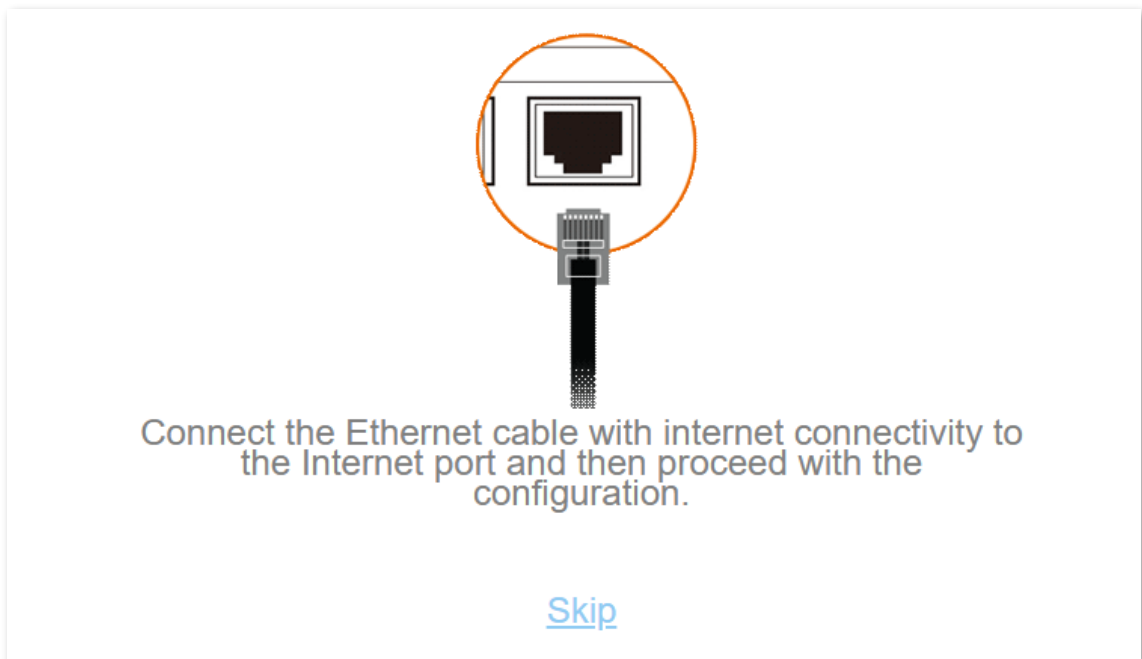 Connect the Ethernet cable with internet connectivity to
the Internet port and then proceed with the
configuration.
Skip